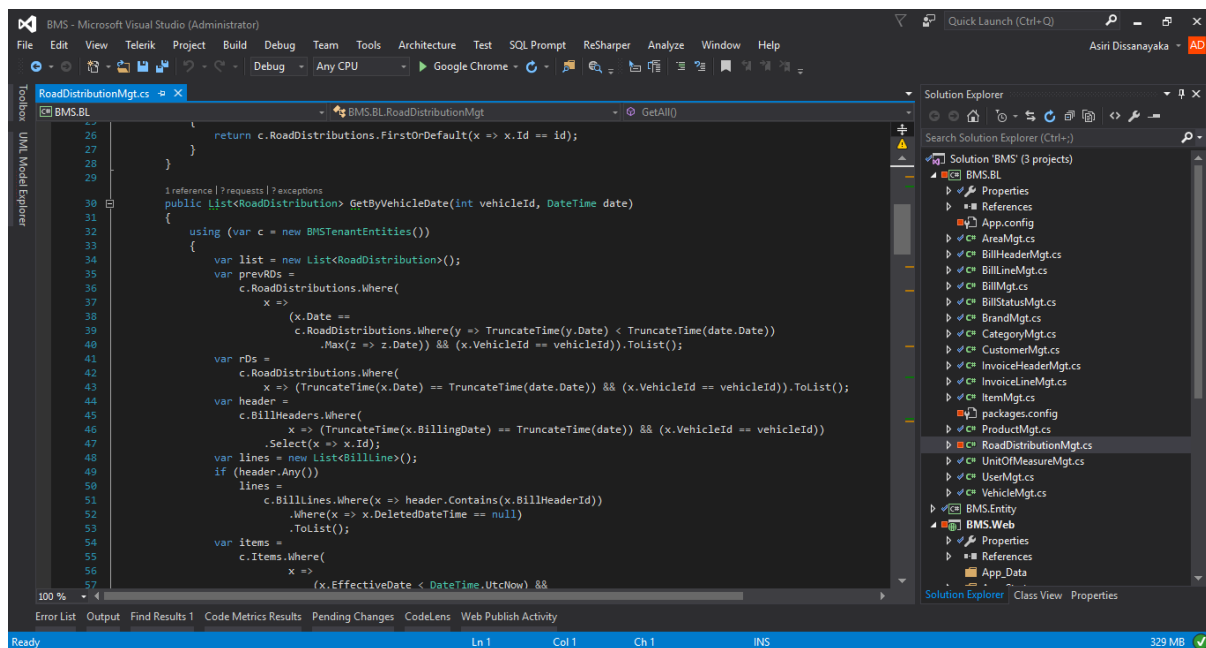 BMS - Microsoft Visual Studio (Administrator)
Quick Launch (Ctrl+Q)
File Edit View Telerik Project Build Debug Team Tools Architecture Test SQL Prompt ReSharper Analyze Window Help
Asiri Dissanayaka AD
Debug Any CPU Google Chrome
Toolbox
UML Model Explorer
RoadDistributionMgt.cs
BMS.BL BMS.BL.RoadDistributionMgt GetAll()
25 {
26 return c.RoadDistributions.FirstOrDefault(x => x.Id == id);
27 }
28 }
29
1 reference | ? requests | ? exceptions
30 public List<RoadDistribution> GetByVehicleDate(int vehicleId, DateTime date)
31 {
32 using (var c = new BMSTenantEntities())
33 {
34 var list = new List<RoadDistribution>();
35 var prevRDs =
36 c.RoadDistributions.Where(
37 x =>
38 (x.Date ==
39 c.RoadDistributions.Where(y => TruncateTime(y.Date) < TruncateTime(date.Date))
40 .Max(z => z.Date)) && (x.VehicleId == vehicleId)).ToList();
41 var rDs =
42 c.RoadDistributions.Where(
43 x => (TruncateTime(x.Date) == TruncateTime(date.Date)) && (x.VehicleId == vehicleId)).ToList();
44 var header =
45 c.BillHeaders.Where(
46 x => (TruncateTime(x.BillingDate) == TruncateTime(date)) && (x.VehicleId == vehicleId))
47 .Select(x => x.Id);
48 var lines = new List<BillLine>();
49 if (header.Any())
50 lines =
51 c.BillLines.Where(x => header.Contains(x.BillHeaderId))
52 .Where(x => x.DeletedDateTime == null)
53 .ToList();
54 var items =
55 c.Items.Where(
56 x =>
57 (x.EffectiveDate < DateTime.UtcNow) &&
100 %
Solution Explorer
Search Solution Explorer (Ctrl+;)
Solution 'BMS' (3 projects)
C# BMS.BL
Properties
References
App.config
C# AreaMgt.cs
C# BillHeaderMgt.cs
C# BillLineMgt.cs
C# BillMgt.cs
C# BillStatusMgt.cs
C# BrandMgt.cs
C# CategoryMgt.cs
C# CustomerMgt.cs
C# InvoiceHeaderMgt.cs
C# InvoiceLineMgt.cs
C# ItemMgt.cs
packages.config
C# ProductMgt.cs
C# RoadDistributionMgt.cs
C# UnitOfMeasureMgt.cs
C# UserMgt.cs
C# VehicleMgt.cs
C# BMS.Entity
BMS.Web
Properties
References
App_Data
Solution Explorer Class View Properties
Error List Output Find Results 1 Code Metrics Results Pending Changes CodeLens Web Publish Activity
Ready Ln 1 Col 1 Ch 1 INS 329 MB